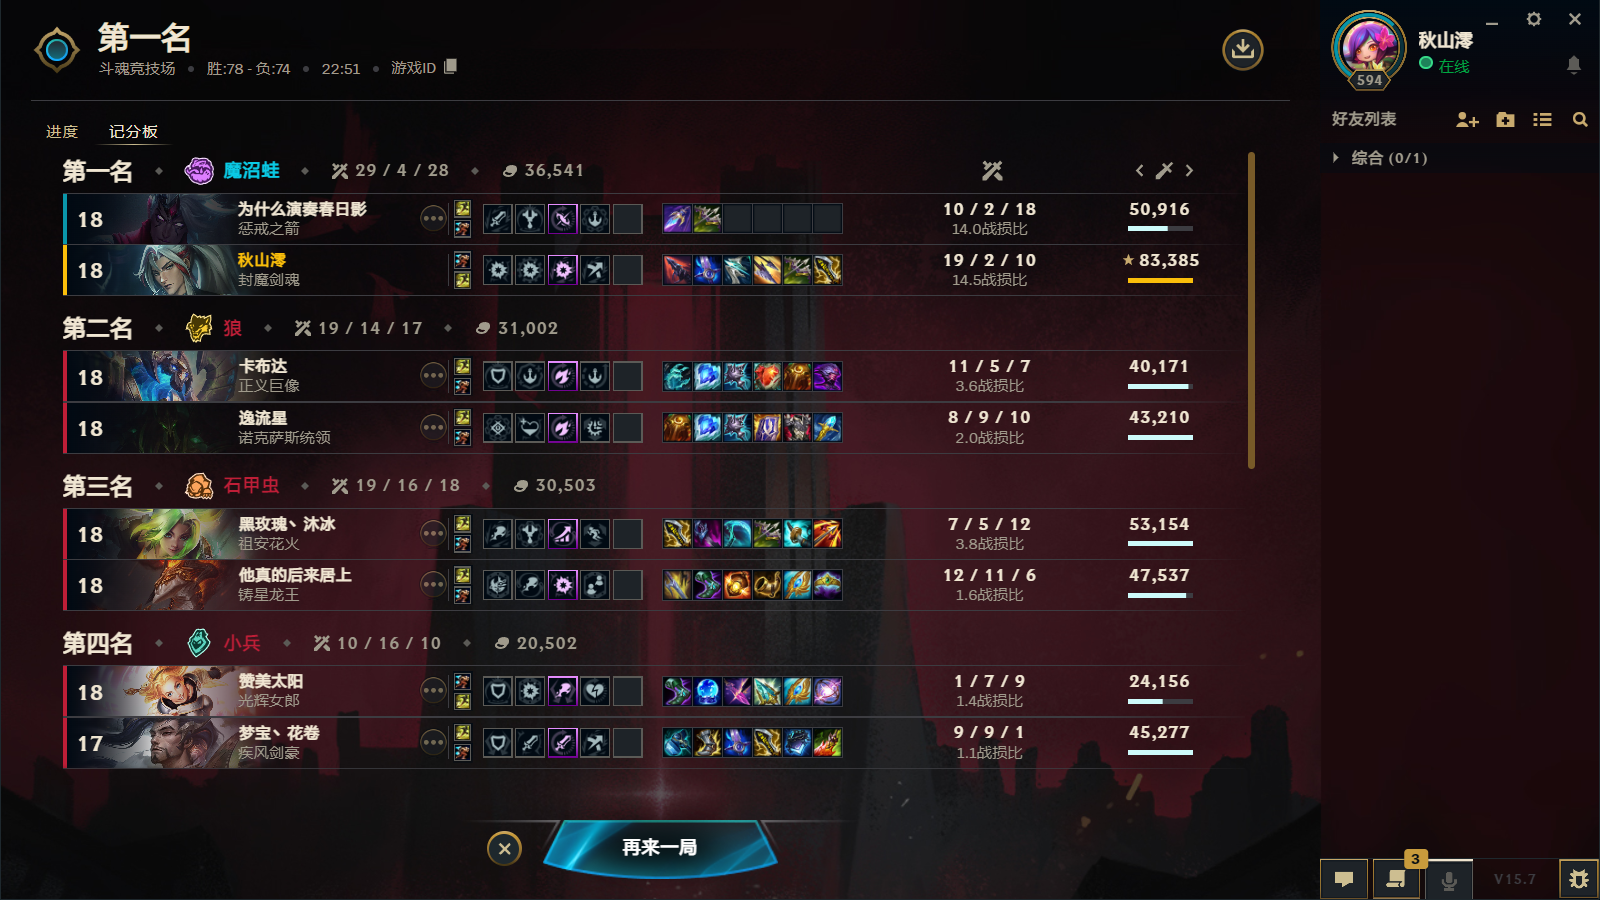 第一名
斗魂竞技场 • 胜:78 - 负:74 • 22:51 • 游戏ID
进度 记分板
第一名 魔沼蛙 29 / 4 / 28 36,541
18 为什么演奏春日影 10 / 2 / 18 50,916
惩戒之箭 14.0战损比
18 秋山澪 19 / 2 / 10 83,385
封魔剑魂 14.5战损比
第二名 狼 19 / 14 / 17 31,002
18 卡布达 11 / 5 / 7 40,171
正义巨像 3.6战损比
18 逸流星 8 / 9 / 10 43,210
诺克萨斯统领 2.0战损比
第三名 石甲虫 19 / 16 / 18 30,503
18 黑玫瑰丶沐冰 7 / 5 / 12 53,154
祖安花火 3.8战损比
18 他真的后来居上 12 / 11 / 6 47,537
铸星龙王 1.6战损比
第四名 小兵 10 / 16 / 10 20,502
18 赞美太阳 1 / 7 / 9 24,156
光辉女郎 1.4战损比
17 梦宝丶花卷 9 / 9 / 1 45,277
疾风剑豪 1.1战损比
再来一局
秋山澪
594
在线
好友列表
综合 (0/1)
3
V15.7